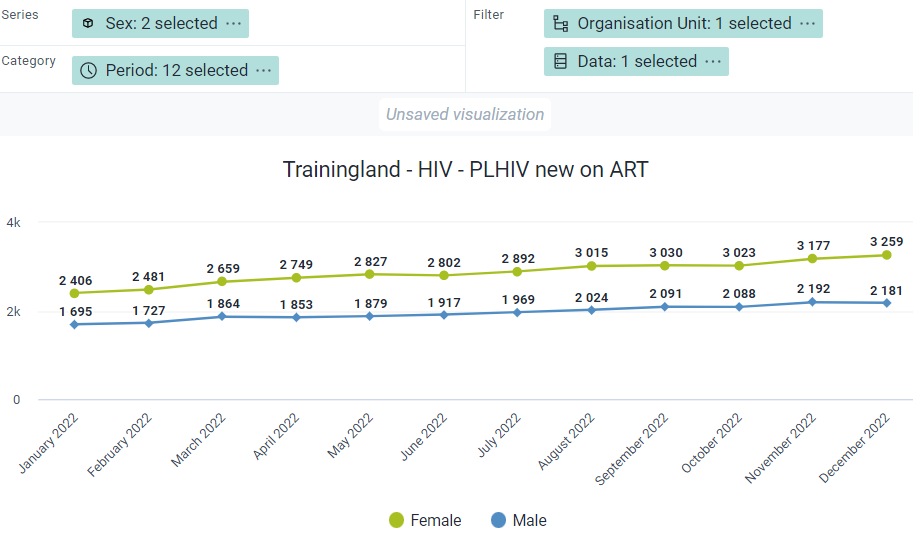 Series
Sex: 2 selected ···
Filter
Organisation Unit: 1 selected ···
Category
Period: 12 selected ···
Data: 1 selected ···
Unsaved visualization
Trainingland - HIV - PLHIV new on ART
4k
2k
0
2 406 2 481 2 659 2 749 2 827 2 802 2 892 3 015 3 030 3 023 3 177 3 259
1 695 1 727 1 864 1 853 1 879 1 917 1 969 2 024 2 091 2 088 2 192 2 181
January 2022
February 2022
March 2022
April 2022
May 2022
June 2022
July 2022
August 2022
September 2022
October 2022
November 2022
December 2022
Female Male